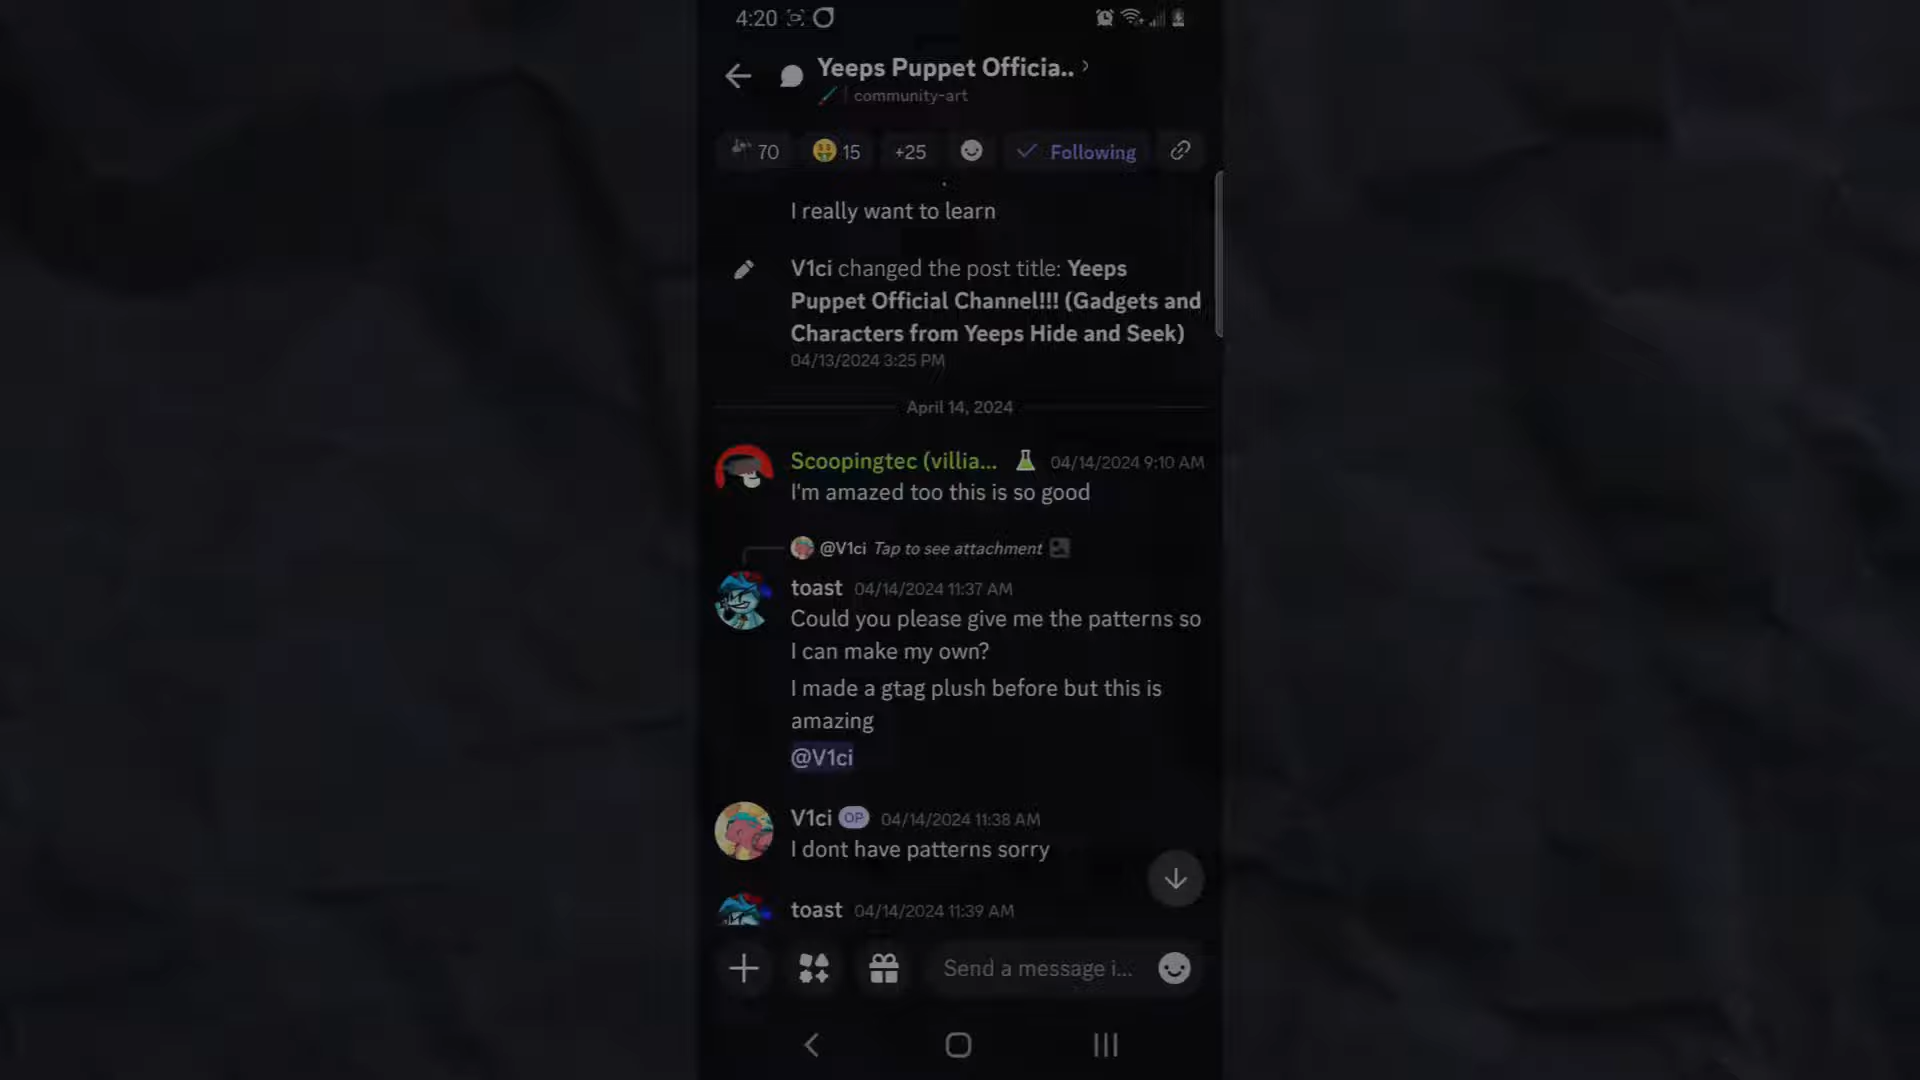 4:20
Yeeps Puppet Officia.. ›
community-art
70 15 +25 Following
I really want to learn
V1ci changed the post title: Yeeps
Puppet Official Channel!!! (Gadgets and
Characters from Yeeps Hide and Seek)
04/13/2024 3:25 PM
April 14, 2024
Scoopingtec (villia... 04/14/2024 9:10 AM
I'm amazed too this is so good
@V1ci Tap to see attachment
toast 04/14/2024 11:37 AM
Could you please give me the patterns so
I can make my own?
I made a gtag plush before but this is
amazing
@V1ci
V1ci OP 04/14/2024 11:38 AM
I dont have patterns sorry
toast 04/14/2024 11:39 AM
Send a message i...